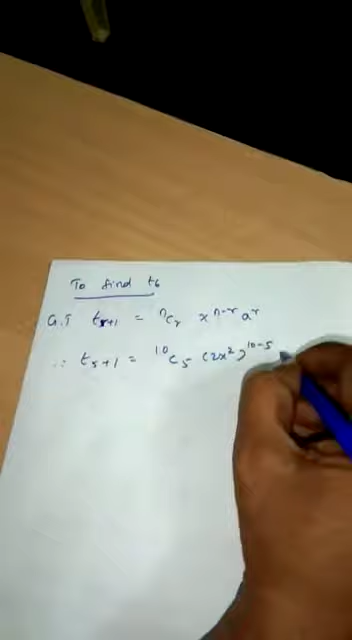 To find t₆
G.T tᵣ₊₁ = ⁿCᵣ xⁿ⁻ʳ aʳ
∴ t₅₊₁ = ¹⁰C₅ (2x²)¹⁰⁻⁵